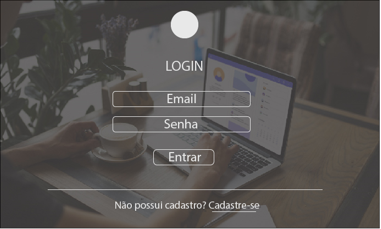 LOGIN
Email
Senha
Entrar
Não possui cadastro? Cadastre-se